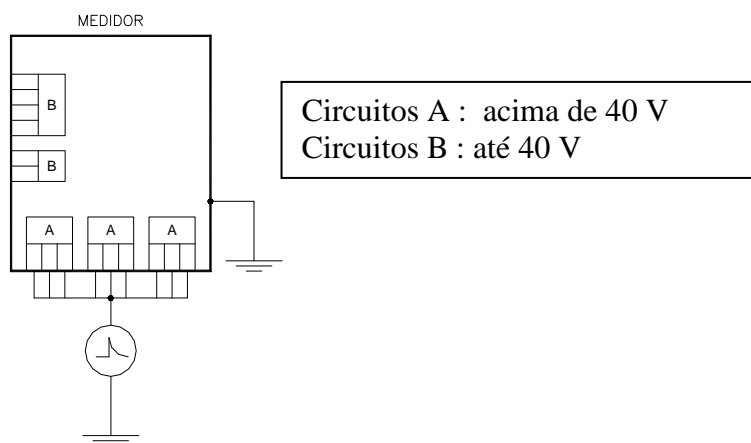 MEDIDOR
B
B
Circuitos A : acima de 40 V
Circuitos B : até 40 V
A A A